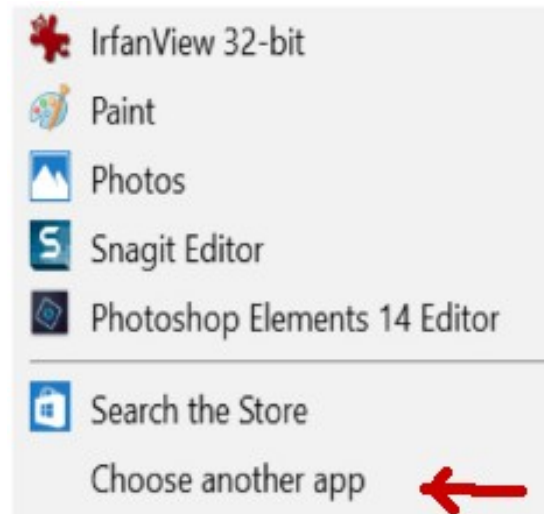 IrfanView 32-bit
Paint
Photos
Snagit Editor
Photoshop Elements 14 Editor
Search the Store
Choose another app